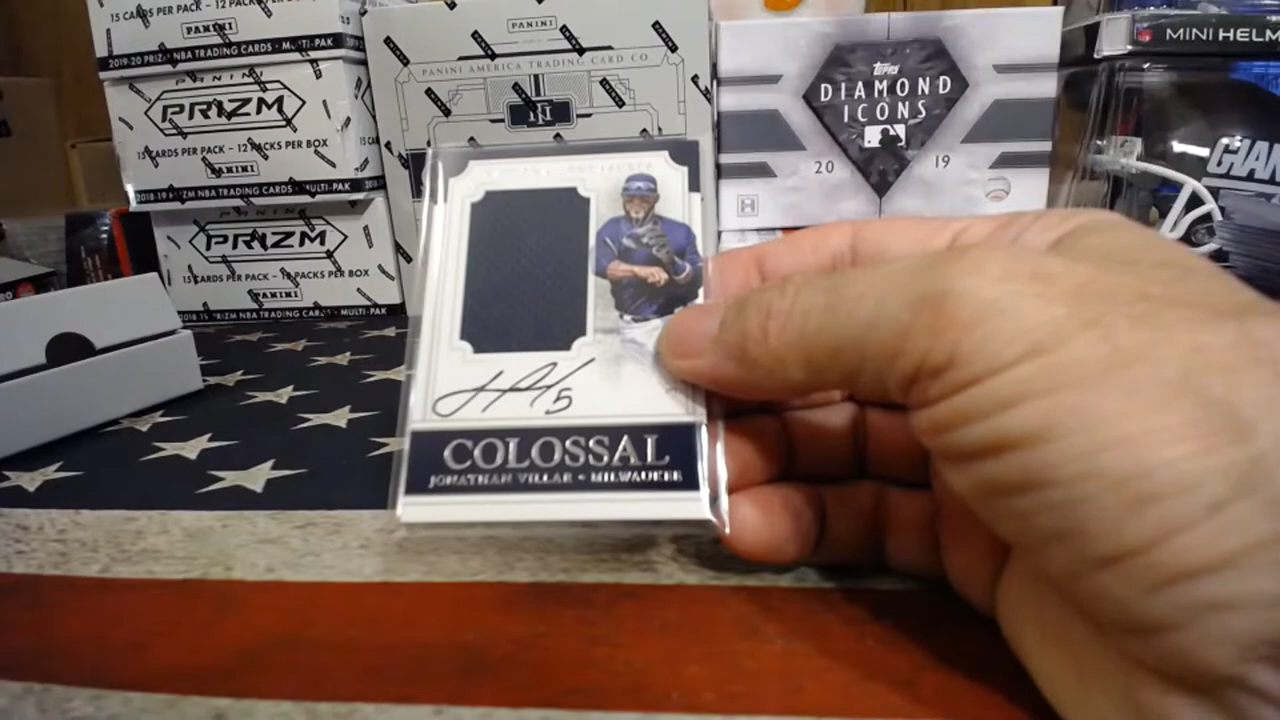 15 CARDS PER PACK - 12 PACKS PER BOX
PANINI
2019-20 PRIZM NBA TRADING CARDS • MULTI-PAK
PANINI
PRIZM
15 CARDS PER PACK - 12 PACKS PER BOX
PANINI
2018-19 PRIZM NBA TRADING CARDS • MULTI-PAK
PANINI
PRIZM
15 CARDS PER PACK - 12 PACKS PER BOX
PANINI
2018-19 PRIZM NBA TRADING CARDS • MULTI-PAK
PANINI
PANINI AMERICA TRADING CARD CO
TOPPS
DIAMOND
ICONS
20 19
MINI HELM
GIAN
5
COLOSSAL
JONATHAN VILLAR • MILWAUKEE